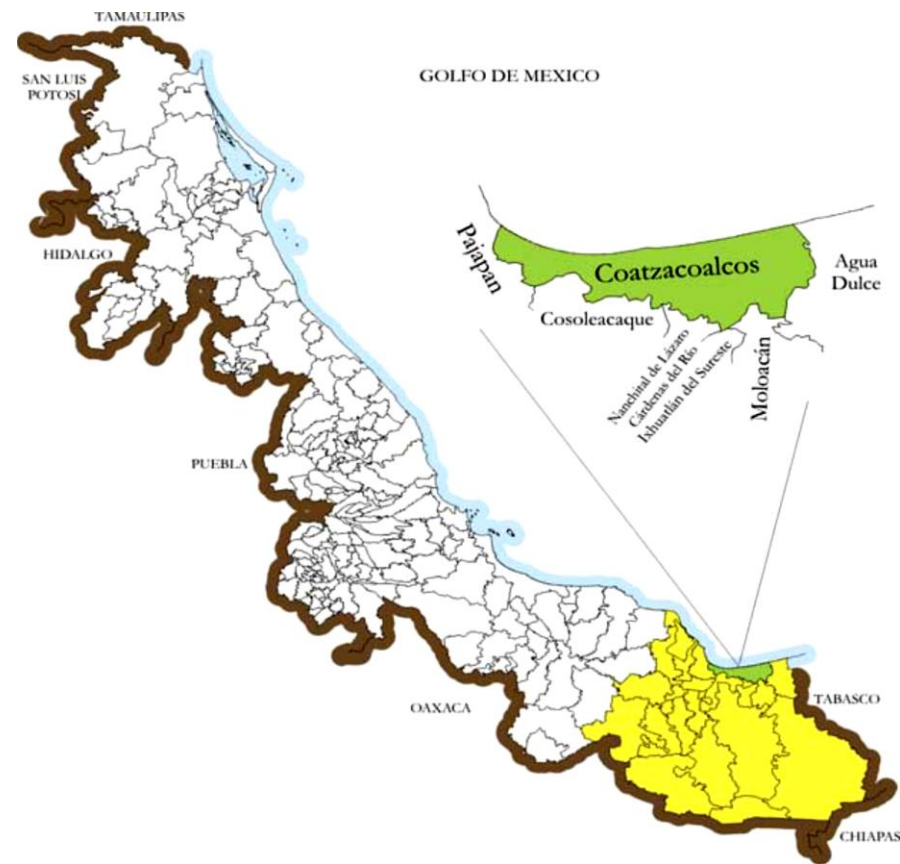 TAMAULIPAS
SAN LUIS
POTOSI
GOLFO DE MEXICO
HIDALGO
Pajapan
Coatzacoalcos
Agua
Dulce
Cosoleacaque
Nanchital de Lázaro
Cárdenas del Río
Ixhuatlán del Sureste
Moloacán
PUEBLA
OAXACA
TABASCO
CHIAPAS